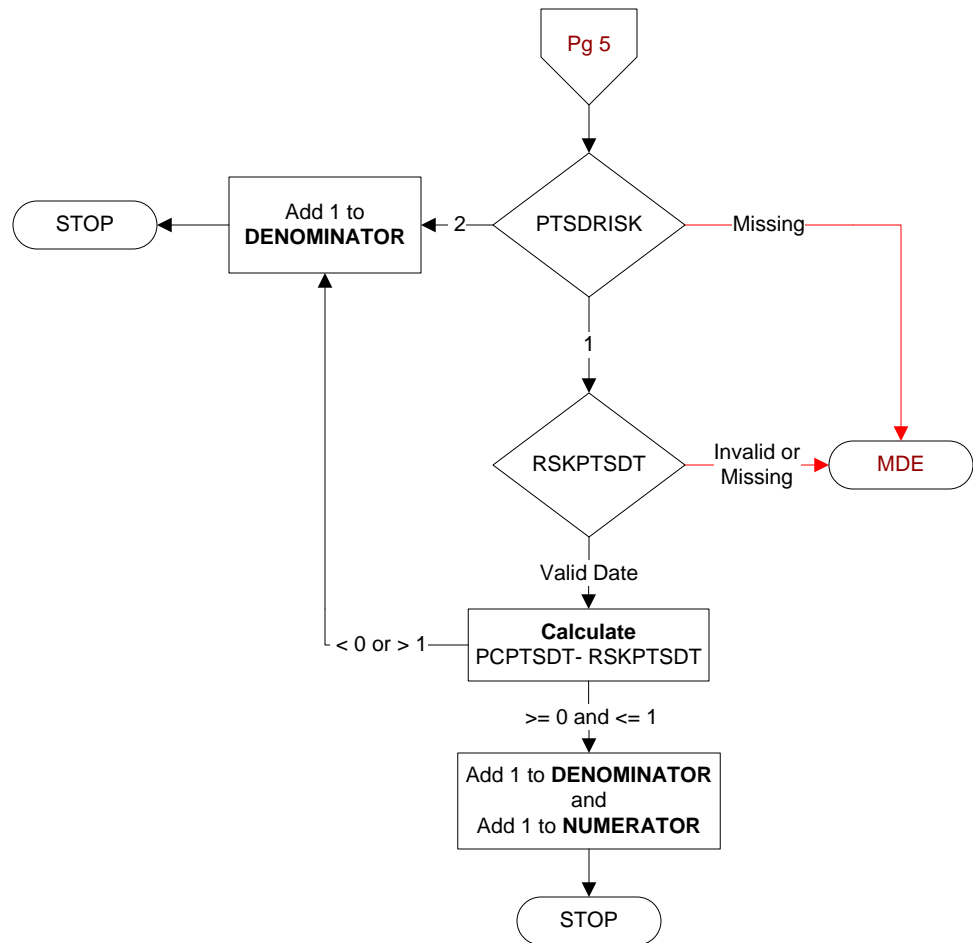 Pg 5
PTSDRISK
Missing
2
Add 1 to
DENOMINATOR
STOP
1
RSKPTSDT
Invalid or
Missing
MDE
Valid Date
Calculate
PCPTSDT- RSKPTSDT
< 0 or > 1
>= 0 and <= 1
Add 1 to DENOMINATOR
and
Add 1 to NUMERATOR
STOP